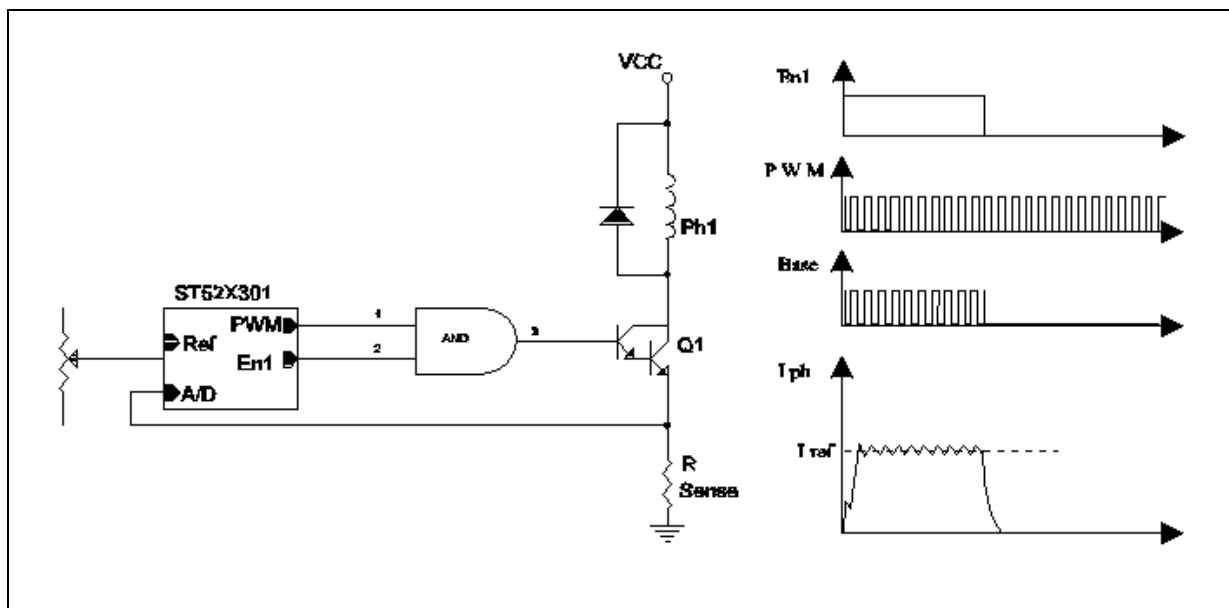 VCC
Ph1
ST52X301
PWM
Ref
En1
A/D
1
2
3
AND
Q1
R
Sense
En1
PWM
Base
Iph
Iref